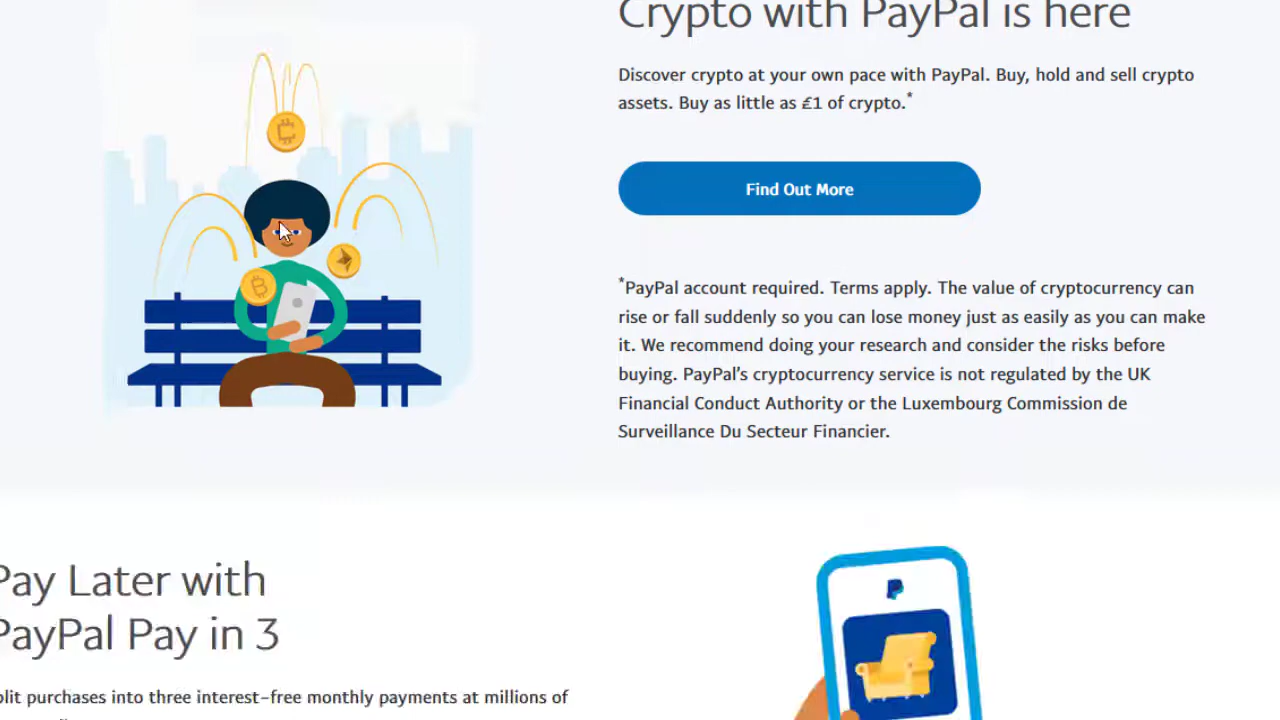 Crypto with PayPal is here
Discover crypto at your own pace with PayPal. Buy, hold and sell crypto
assets. Buy as little as £1 of crypto.*
Find Out More
*PayPal account required. Terms apply. The value of cryptocurrency can
rise or fall suddenly so you can lose money just as easily as you can make
it. We recommend doing your research and consider the risks before
buying. PayPal's cryptocurrency service is not regulated by the UK
Financial Conduct Authority or the Luxembourg Commission de
Surveillance Du Secteur Financier.
Pay Later with
PayPal Pay in 3
plit purchases into three interest-free monthly payments at millions of